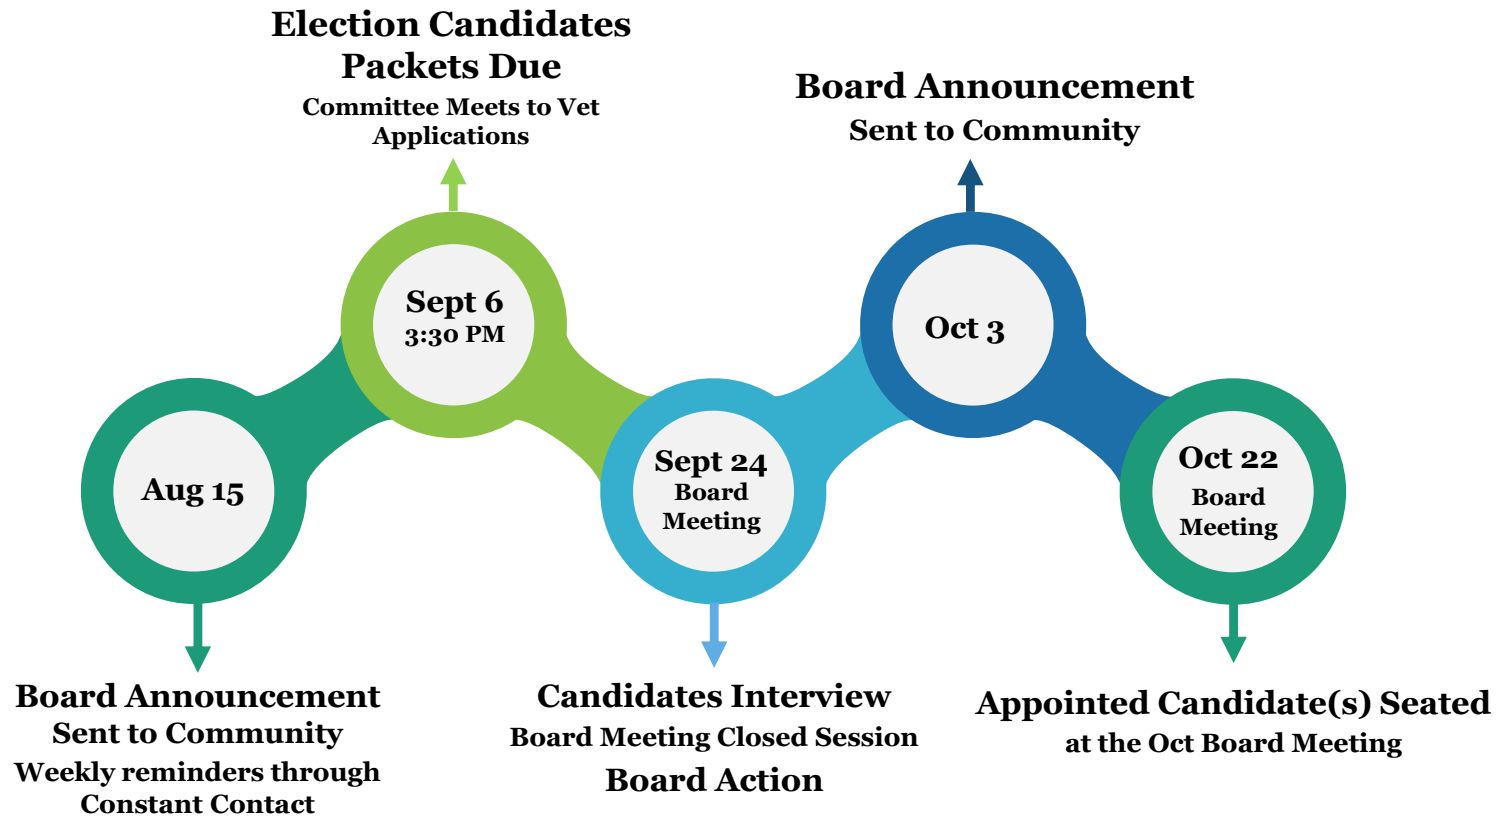 Election Candidates
Packets Due
Committee Meets to Vet
Applications
Board Announcement
Sent to Community
Sept 6
3:30 PM
Oct 3
Aug 15
Sept 24
Board
Meeting
Oct 22
Board
Meeting
Board Announcement
Sent to Community
Weekly reminders through
Constant Contact
Candidates Interview
Board Meeting Closed Session
Board Action
Appointed Candidate(s) Seated
at the Oct Board Meeting